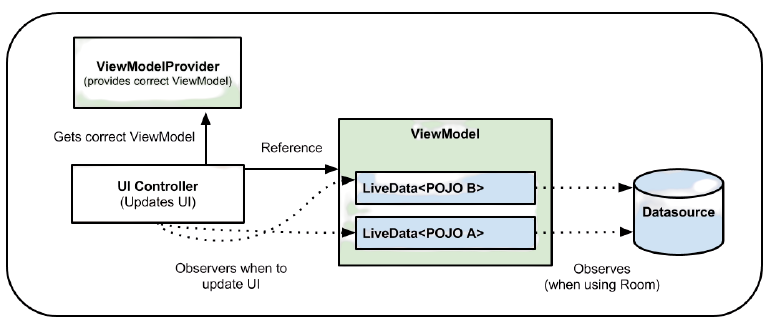 ViewModelProvider
(provides correct ViewModel)
Gets correct ViewModel
ViewModel
Reference
UI Controller
(Updates UI)
LiveData<POJO B>
LiveData<POJO A>
Datasource
Observers when to
update UI
Observes
(when using Room)